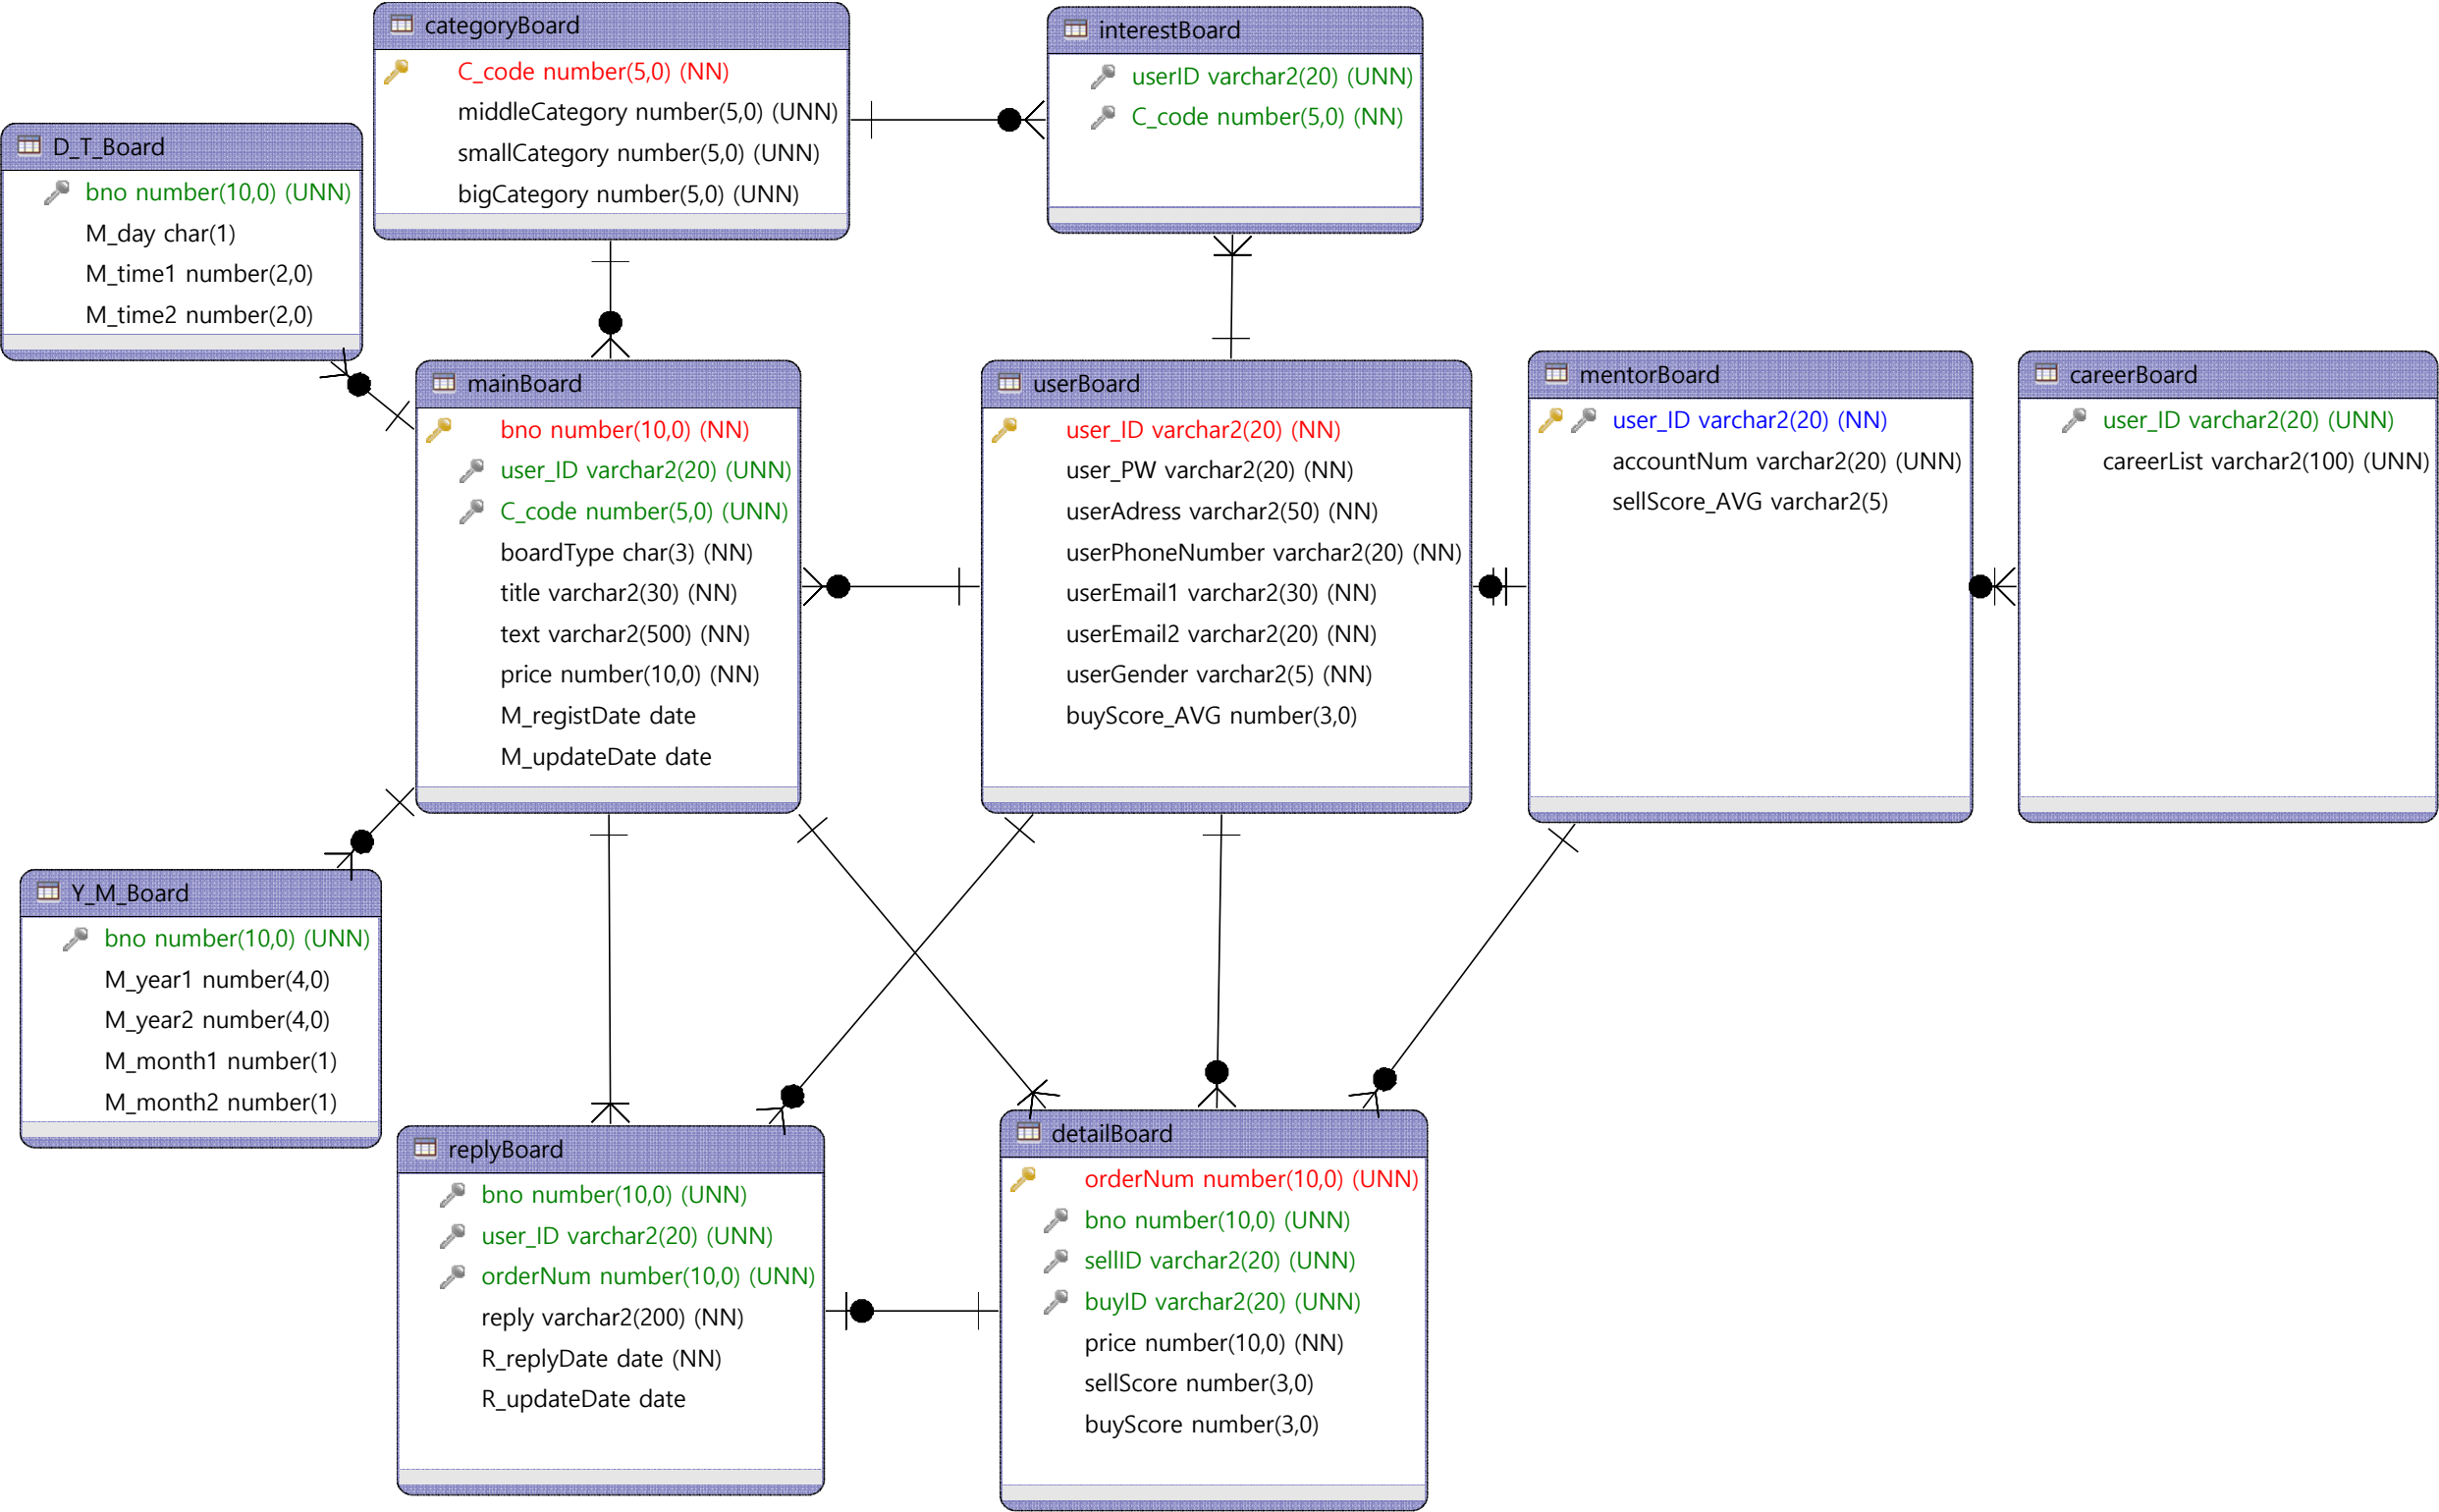 categoryBoard
C_code number(5,0) (NN)
middleCategory number(5,0) (UNN)
smallCategory number(5,0) (UNN)
bigCategory number(5,0) (UNN)
interestBoard
userID varchar2(20) (UNN)
C_code number(5,0) (NN)
D_T_Board
bno number(10,0) (UNN)
M_day char(1)
M_time1 number(2,0)
M_time2 number(2,0)
mainBoard
bno number(10,0) (NN)
user_ID varchar2(20) (UNN)
C_code number(5,0) (UNN)
boardType char(3) (NN)
title varchar2(30) (NN)
text varchar2(500) (NN)
price number(10,0) (NN)
M_registDate date
M_updateDate date
userBoard
user_ID varchar2(20) (NN)
user_PW varchar2(20) (NN)
userAdress varchar2(50) (NN)
userPhoneNumber varchar2(20) (NN)
userEmail1 varchar2(30) (NN)
userEmail2 varchar2(20) (NN)
userGender varchar2(5) (NN)
buyScore_AVG number(3,0)
mentorBoard
user_ID varchar2(20) (NN)
accountNum varchar2(20) (UNN)
sellScore_AVG varchar2(5)
careerBoard
user_ID varchar2(20) (UNN)
careerList varchar2(100) (UNN)
Y_M_Board
bno number(10,0) (UNN)
M_year1 number(4,0)
M_year2 number(4,0)
M_month1 number(1)
M_month2 number(1)
replyBoard
bno number(10,0) (UNN)
user_ID varchar2(20) (UNN)
orderNum number(10,0) (UNN)
reply varchar2(200) (NN)
R_replyDate date (NN)
R_updateDate date
detailBoard
orderNum number(10,0) (UNN)
bno number(10,0) (UNN)
sellID varchar2(20) (UNN)
buyID varchar2(20) (UNN)
price number(10,0) (NN)
sellScore number(3,0)
buyScore number(3,0)